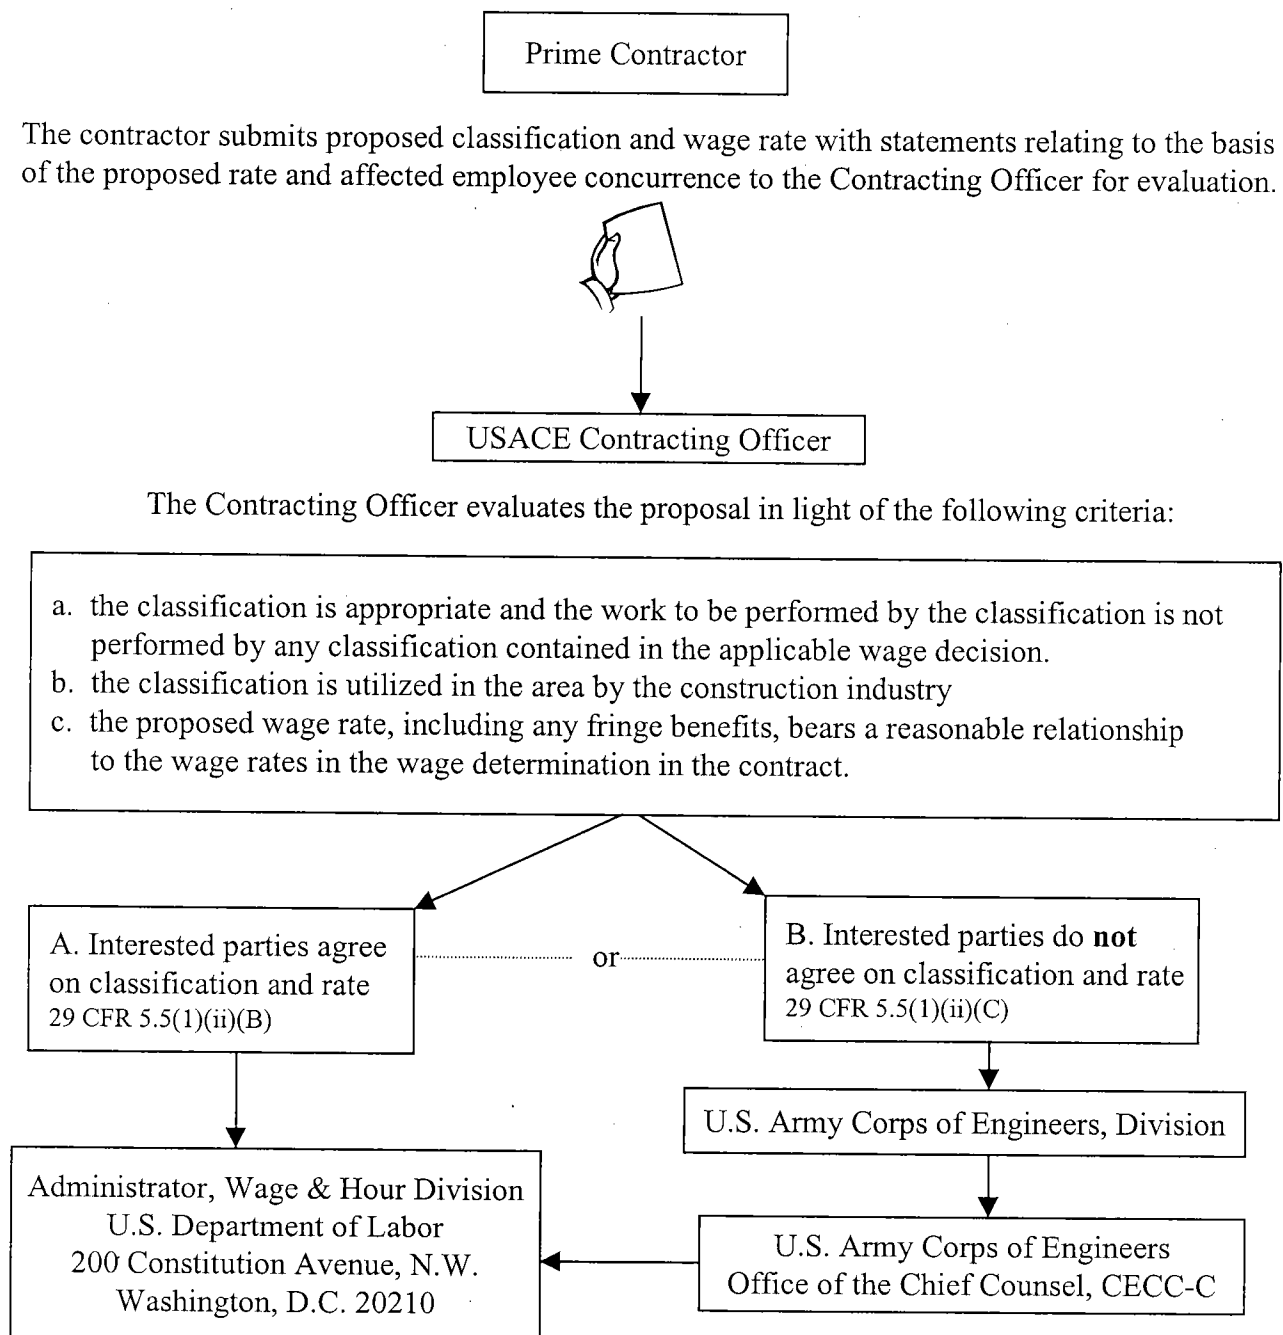 Prime Contractor
The contractor submits proposed classification and wage rate with statements relating to the basis
of the proposed rate and affected employee concurrence to the Contracting Officer for evaluation.
USACE Contracting Officer
The Contracting Officer evaluates the proposal in light of the following criteria:
a. the classification is appropriate and the work to be performed by the classification is not
performed by any classification contained in the applicable wage decision.
b. the classification is utilized in the area by the construction industry
c. the proposed wage rate, including any fringe benefits, bears a reasonable relationship
to the wage rates in the wage determination in the contract.
A. Interested parties agree
on classification and rate
29 CFR 5.5(1)(ii)(B)
or
B. Interested parties do not
agree on classification and rate
29 CFR 5.5(1)(ii)(C)
U.S. Army Corps of Engineers, Division
Administrator, Wage & Hour Division
U.S. Department of Labor
200 Constitution Avenue, N.W.
Washington, D.C. 20210
U.S. Army Corps of Engineers
Office of the Chief Counsel, CECC-C